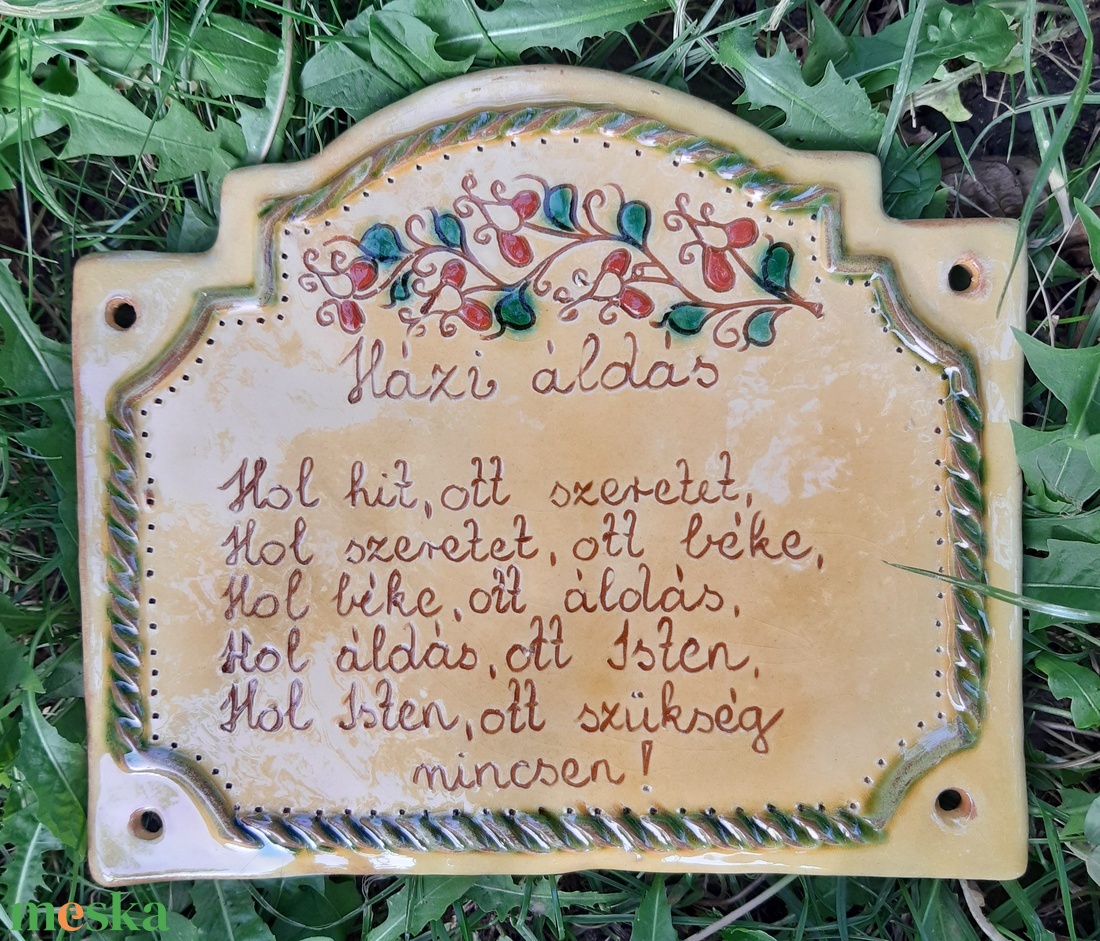 Házi áldás
Hol hit, ott szeretet,
Hol szeretet, ott béke,
Hol béke, ott áldás,
Hol áldás, ott Isten,
Hol Isten, ott szükség
nincsen!
meska